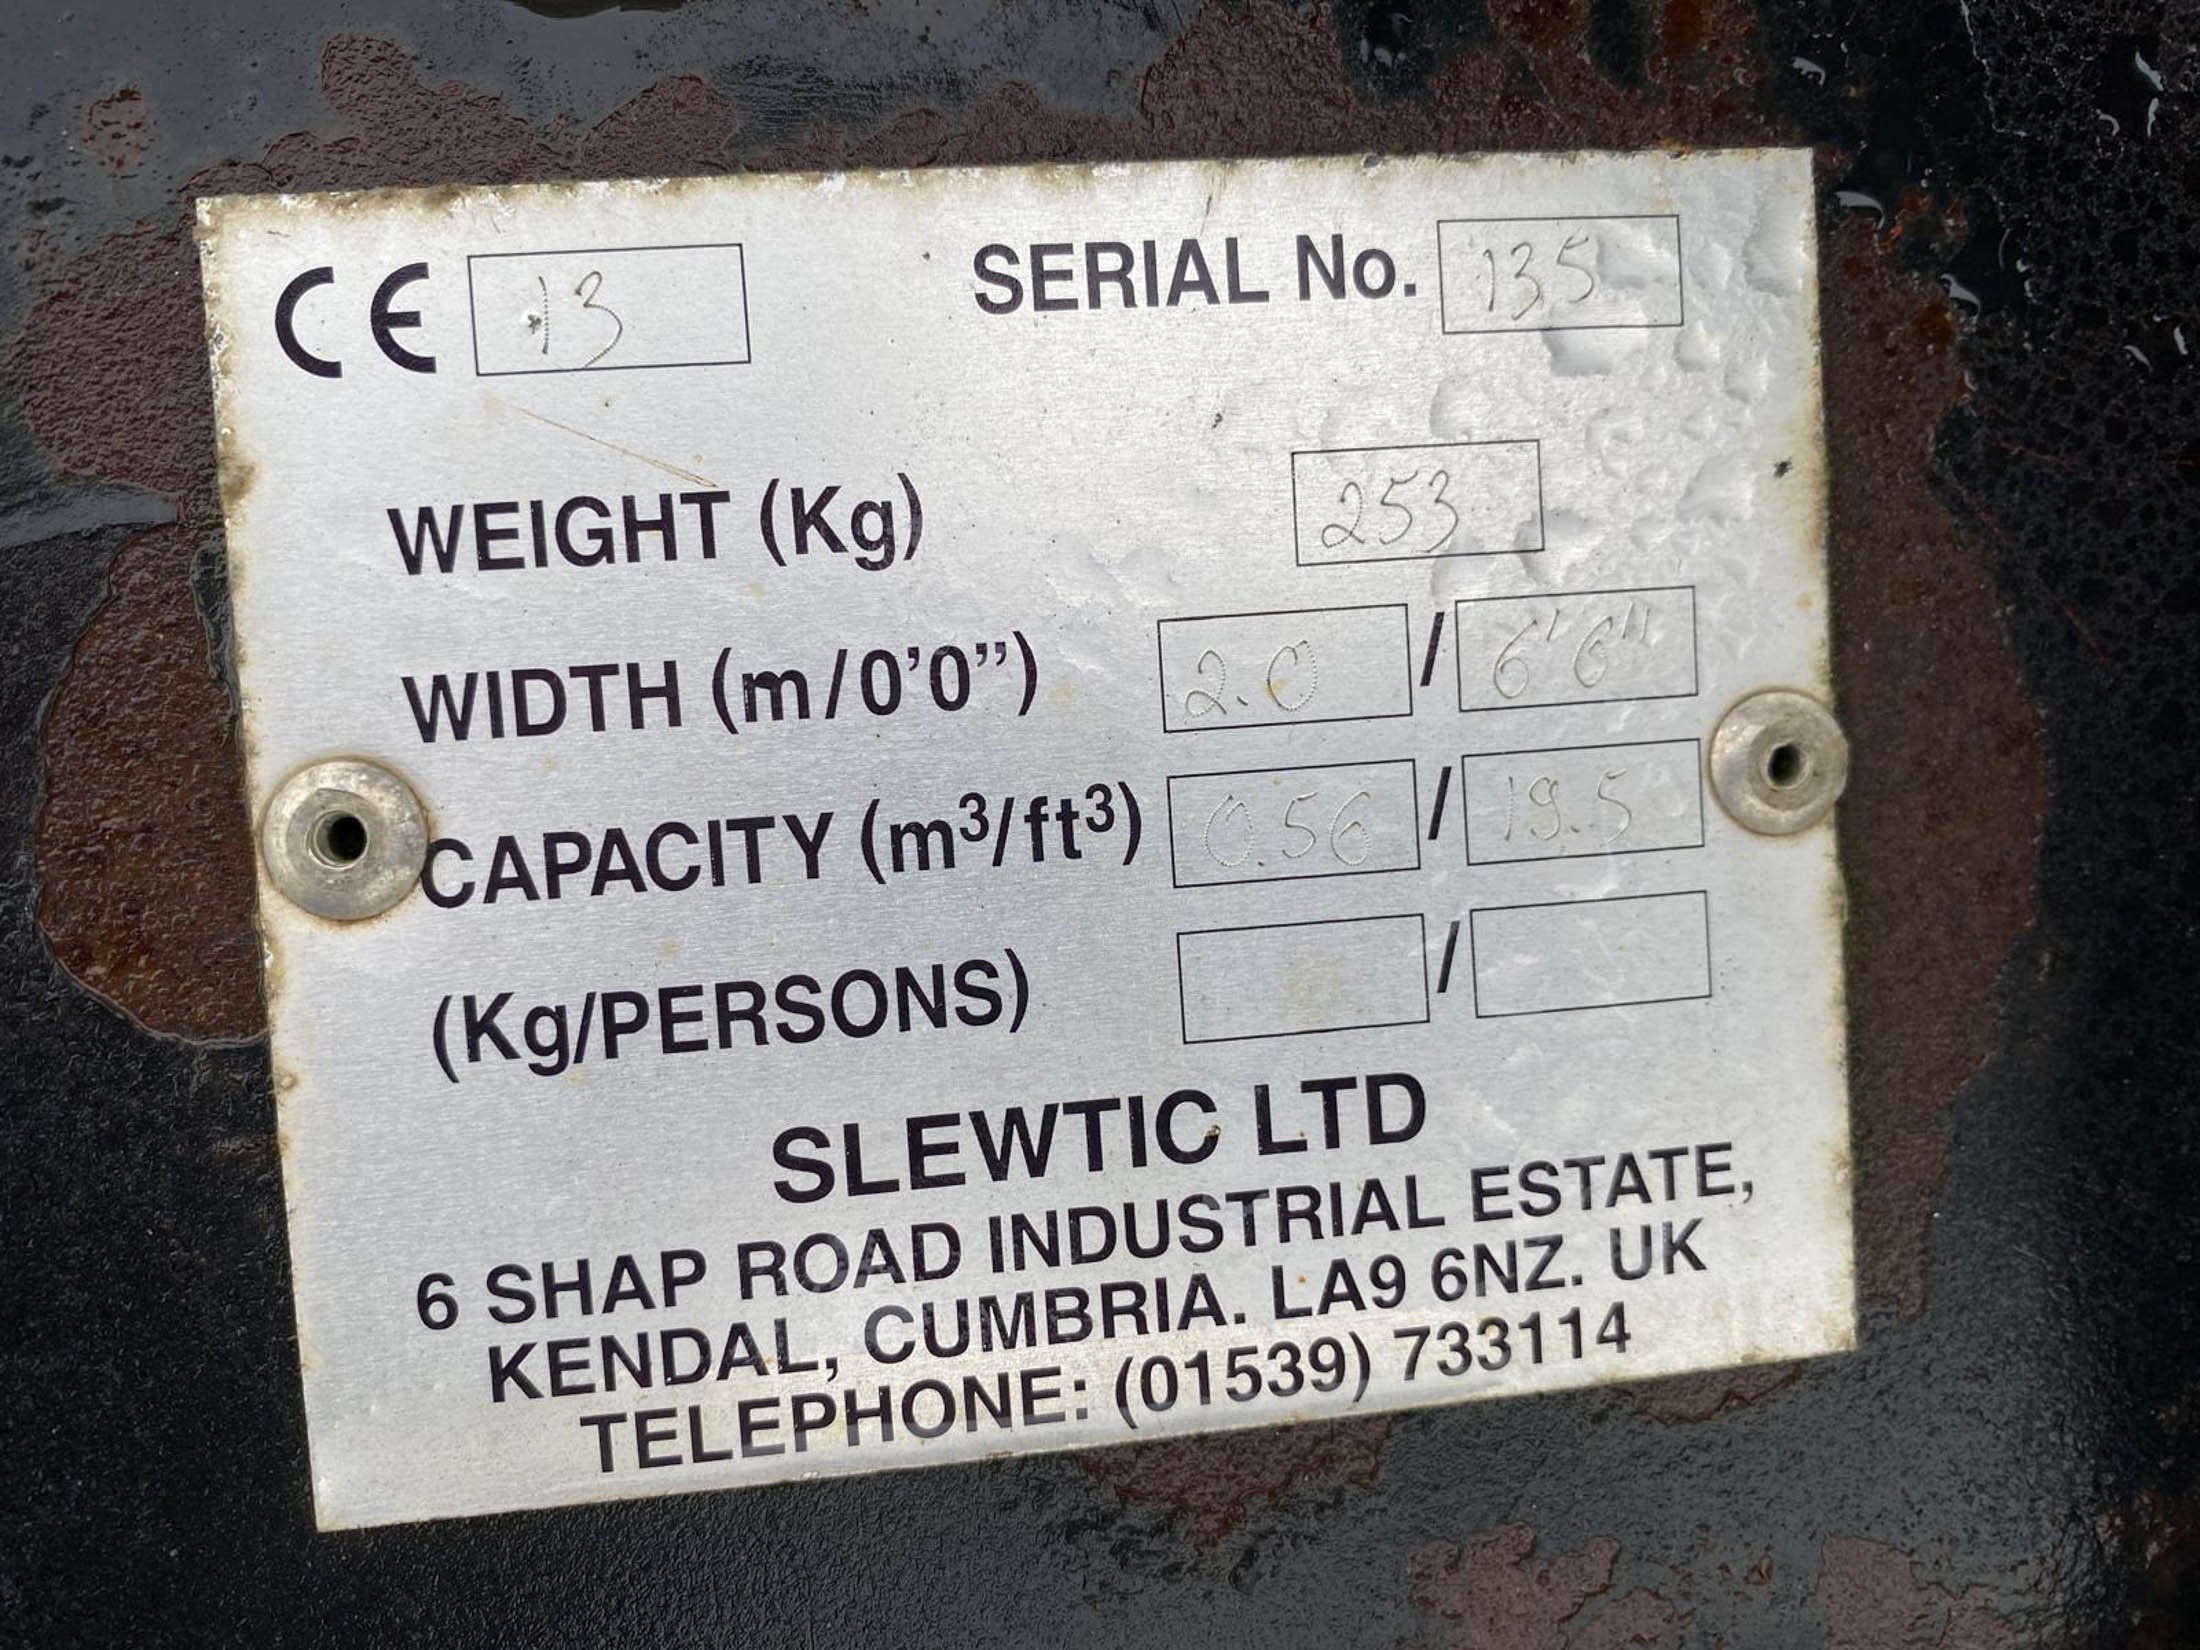 CE 13 SERIAL No. 135
WEIGHT (Kg) 253
WIDTH (m/0'0") 2.0 / 6'6"
CAPACITY (m³/ft³) 0.56 / 19.5
(Kg/PERSONS) /
SLEWTIC LTD
6 SHAP ROAD INDUSTRIAL ESTATE,
KENDAL, CUMBRIA. LA9 6NZ. UK
TELEPHONE: (01539) 733114